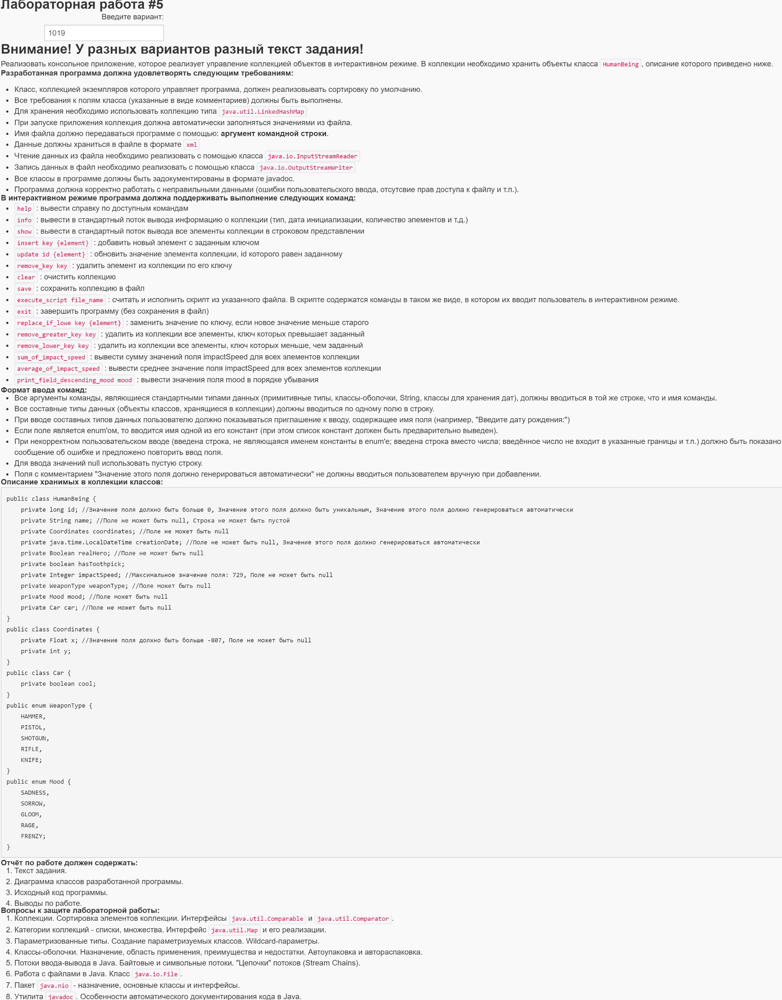 Лабораторная работа #5
Введите вариант:
1019
Внимание! У разных вариантов разный текст задания!
Реализовать консольное приложение, которое реализует управление коллекцией объектов в интерактивном режиме. В коллекции необходимо хранить объекты класса HumanBeing, описание которого приведено ниже.
Разработанная программа должна удовлетворять следующим требованиям:
• Класс, коллекцией экземпляров которого управляет программа, должен реализовывать сортировку по умолчанию.
• Все требования к полям класса (указанные в виде комментариев) должны быть выполнены.
• Для хранения необходимо использовать коллекцию типа java.util.LinkedHashMap
• При запуске приложения коллекция должна автоматически заполняться значениями из файла.
• Имя файла должно передаваться программе с помощью: аргумент командной строки.
• Данные должны храниться в файле в формате xml
• Чтение данных из файла необходимо реализовать с помощью класса java.io.InputStreamReader
• Запись данных в файл необходимо реализовать с помощью класса java.io.OutputStreamWriter
• Все классы в программе должны быть задокументированы в формате javadoc.
• Программа должна корректно работать с неправильными данными (ошибки пользовательского ввода, отсутсвие прав доступа к файлу и т.п.).
В интерактивном режиме программа должна поддерживать выполнение следующих команд:
• help : вывести справку по доступным командам
• info : вывести в стандартный поток вывода информацию о коллекции (тип, дата инициализации, количество элементов и т.д.)
• show : вывести в стандартный поток вывода все элементы коллекции в строковом представлении
• insert key {element} : добавить новый элемент с заданным ключом
• update id {element} : обновить значение элемента коллекции, id которого равен заданному
• remove_key key : удалить элемент из коллекции по его ключу
• clear : очистить коллекцию
• save : сохранить коллекцию в файл
• execute_script file_name : считать и исполнить скрипт из указанного файла. В скрипте содержатся команды в таком же виде, в котором их вводит пользователь в интерактивном режиме.
• exit : завершить программу (без сохранения в файл)
• replace_if_lowe key {element} : заменить значение по ключу, если новое значение меньше старого
• remove_greater_key key : удалить из коллекции все элементы, ключ которых превышает заданный
• remove_lower_key key : удалить из коллекции все элементы, ключ которых меньше, чем заданный
• sum_of_impact_speed : вывести сумму значений поля impactSpeed для всех элементов коллекции
• average_of_impact_speed : вывести среднее значение поля impactSpeed для всех элементов коллекции
• print_field_descending_mood mood : вывести значения поля mood в порядке убывания
Формат ввода команд:
• Все аргументы команды, являющиеся стандартными типами данных (примитивные типы, классы-оболочки, String, классы для хранения дат), должны вводиться в той же строке, что и имя команды.
• Все составные типы данных (объекты классов, хранящиеся в коллекции) должны вводиться по одному полю в строку.
• При вводе составных типов данных пользователю должно показываться приглашение к вводу, содержащее имя поля (например, "Введите дату рождения:")
• Если поле является enum'ом, то вводится имя одной из его констант (при этом список констант должен быть предварительно выведен).
• При некорректном пользовательском вводе (введена строка, не являющаяся именем константы в enum'е; введена строка вместо числа; введённое число не входит в указанные границы и т.п.) должно быть показано
сообщение об ошибке и предложено повторить ввод поля.
• Для ввода значений null использовать пустую строку.
• Поля с комментарием "Значение этого поля должно генерироваться автоматически" не должны вводиться пользователем вручную при добавлении.
Описание хранимых в коллекции классов:
public class HumanBeing {
    private long id; //Значение поля должно быть больше 0, Значение этого поля должно быть уникальным, Значение этого поля должно генерироваться автоматически
    private String name; //Поле не может быть null, Строка не может быть пустой
    private Coordinates coordinates; //Поле не может быть null
    private java.time.LocalDateTime creationDate; //Поле не может быть null, Значение этого поля должно генерироваться автоматически
    private Boolean realHero; //Поле не может быть null
    private boolean hasToothpick;
    private Integer impactSpeed; //Максимальное значение поля: 729, Поле не может быть null
    private WeaponType weaponType; //Поле может быть null
    private Mood mood; //Поле может быть null
    private Car car; //Поле не может быть null
}
public class Coordinates {
    private Float x; //Значение поля должно быть больше -807, Поле не может быть null
    private int y;
}
public class Car {
    private boolean cool;
}
public enum WeaponType {
    HAMMER,
    PISTOL,
    SHOTGUN,
    RIFLE,
    KNIFE;
}
public enum Mood {
    SADNESS,
    SORROW,
    GLOOM,
    RAGE,
    FRENZY;
}
Отчёт по работе должен содержать:
1. Текст задания.
2. Диаграмма классов разработанной программы.
3. Исходный код программы.
4. Выводы по работе.
Вопросы к защите лабораторной работы:
1. Коллекции. Сортировка элементов коллекции. Интерфейсы java.util.Comparable и java.util.Comparator.
2. Категории коллекций - списки, множества. Интерфейс java.util.Map и его реализации.
3. Параметризованные типы. Создание параметризуемых классов. Wildcard-параметры.
4. Классы-оболочки. Назначение, область применения, преимущества и недостатки. Автоупаковка и автораспаковка.
5. Потоки ввода-вывода в Java. Байтовые и символьные потоки. "Цепочки" потоков (Stream Chains).
6. Работа с файлами в Java. Класс java.io.File.
7. Пакет java.nio - назначение, основные классы и интерфейсы.
8. Утилита javadoc. Особенности автоматического документирования кода в Java.